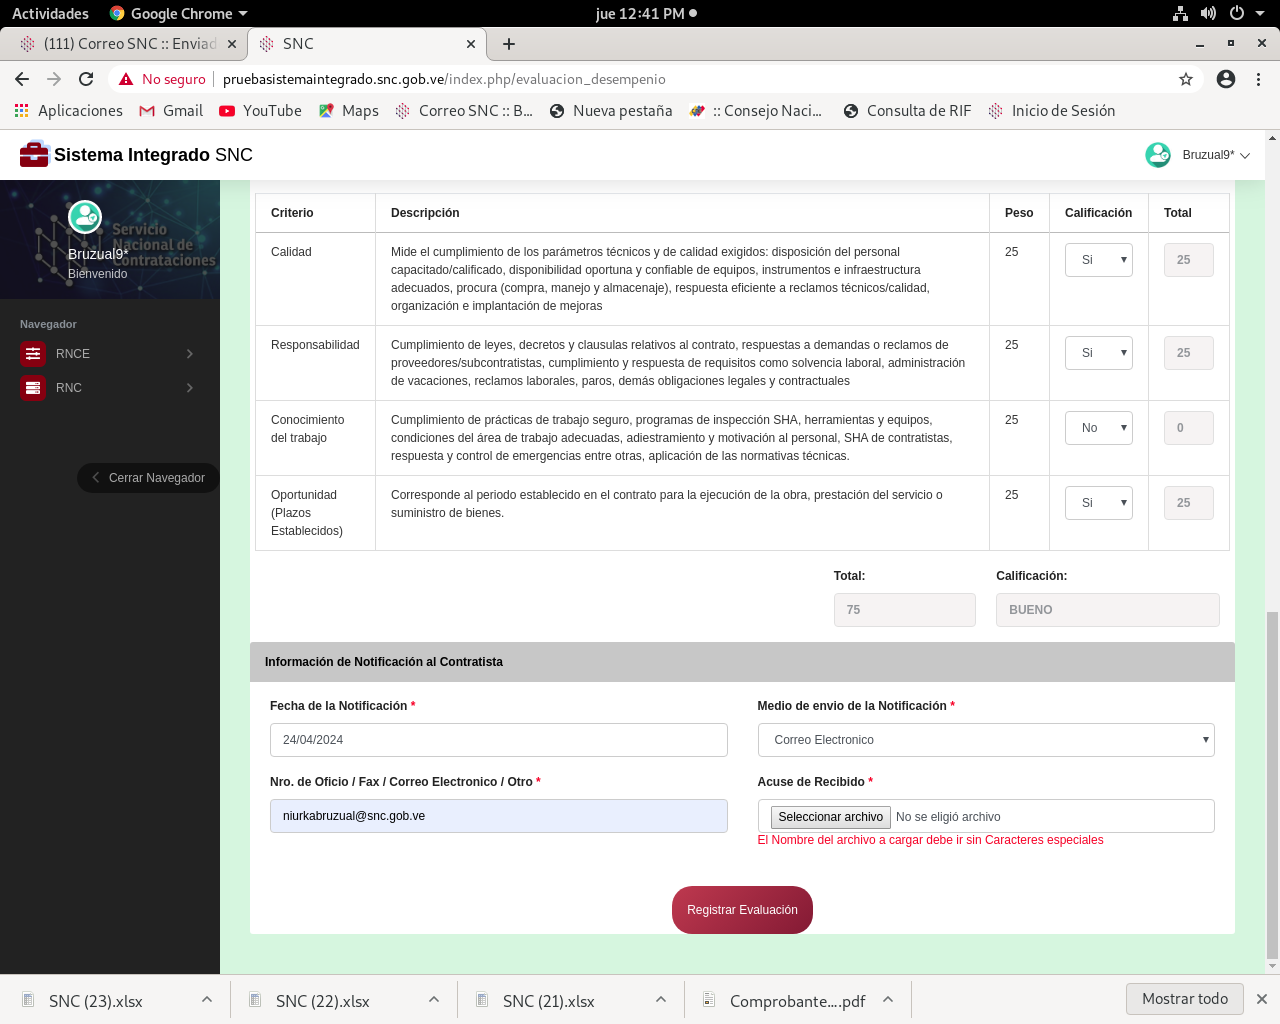 Actividades
Google Chrome
jue 12:41 PM
(111) Correo SNC :: Enviad
SNC
No seguro
pruebasistemaintegrado.snc.gob.ve/index.php/evaluacion_desempenio
Aplicaciones
Gmail
YouTube
Maps
Correo SNC :: B...
Nueva pestaña
:: Consejo Naci...
Consulta de RIF
Inicio de Sesión
Sistema Integrado SNC
Bruzual9*
Servicio
Nacional de
Contrataciones
Bruzual9*
Bienvenido
Navegador
RNCE
RNC
Cerrar Navegador
Criterio
Descripción
Peso
Calificación
Total
Calidad
Mide el cumplimiento de los parámetros técnicos y de calidad exigidos: disposición del personal
capacitado/calificado, disponibilidad oportuna y confiable de equipos, instrumentos e infraestructura
adecuados, procura (compra, manejo y almacenaje), respuesta eficiente a reclamos técnicos/calidad,
organización e implantación de mejoras
25
Si
25
Responsabilidad
Cumplimiento de leyes, decretos y clausulas relativos al contrato, respuestas a demandas o reclamos de
proveedores/subcontratistas, cumplimiento y respuesta de requisitos como solvencia laboral, administración
de vacaciones, reclamos laborales, paros, demás obligaciones legales y contractuales
25
Si
25
Conocimiento
del trabajo
Cumplimiento de prácticas de trabajo seguro, programas de inspección SHA, herramientas y equipos,
condiciones del área de trabajo adecuadas, adiestramiento y motivación al personal, SHA de contratistas,
respuesta y control de emergencias entre otras, aplicación de las normativas técnicas.
25
No
0
Oportunidad
(Plazos
Establecidos)
Corresponde al periodo establecido en el contrato para la ejecución de la obra, prestación del servicio o
suministro de bienes.
25
Si
25
Total:
Calificación:
75
BUENO
Información de Notificación al Contratista
Fecha de la Notificación *
Medio de envio de la Notificación *
24/04/2024
Correo Electronico
Nro. de Oficio / Fax / Correo Electronico / Otro *
Acuse de Recibido *
niurkabruzual@snc.gob.ve
Seleccionar archivo
No se eligió archivo
El Nombre del archivo a cargar debe ir sin Caracteres especiales
Registrar Evaluación
SNC (23).xlsx
SNC (22).xlsx
SNC (21).xlsx
Comprobante....pdf
Mostrar todo